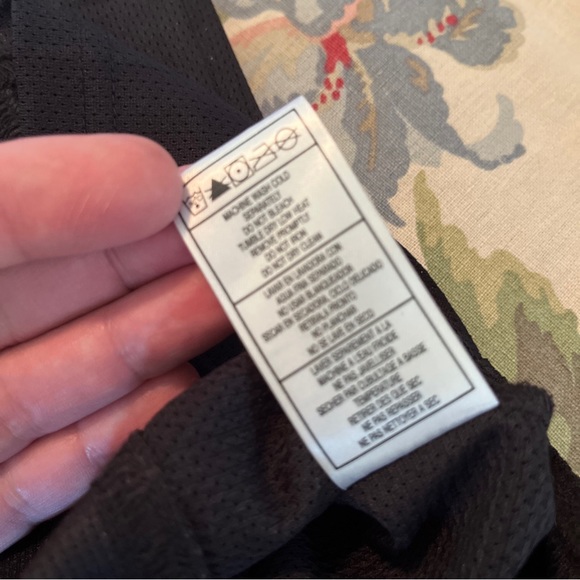 MACHINE WASH COLD
SEPARATELY
DO NOT BLEACH
TUMBLE DRY LOW HEAT
REMOVE PROMPTLY
DO NOT IRON
DO NOT DRY CLEAN
LAVAR EN LAVADORA CON
AGUA FRIA SEPARADO
NO USAR BLANQUEADOR
SECAR EN SECADORA, CICLO DELICADO
RETIRALA PRONTO
NO PLANCHAR
NO SE LAVE EN SECO
LAVER SEPAREMENT A LA
MACHINE A L'EAU FROIDE
NE PAS JAVELLISER
SECHER PAR CULBUTAGE A BASSE
TEMPERATURE
RETIRER DES QUE SEC
NE PAS REPASSER
NE PAS NETTOYER A SEC